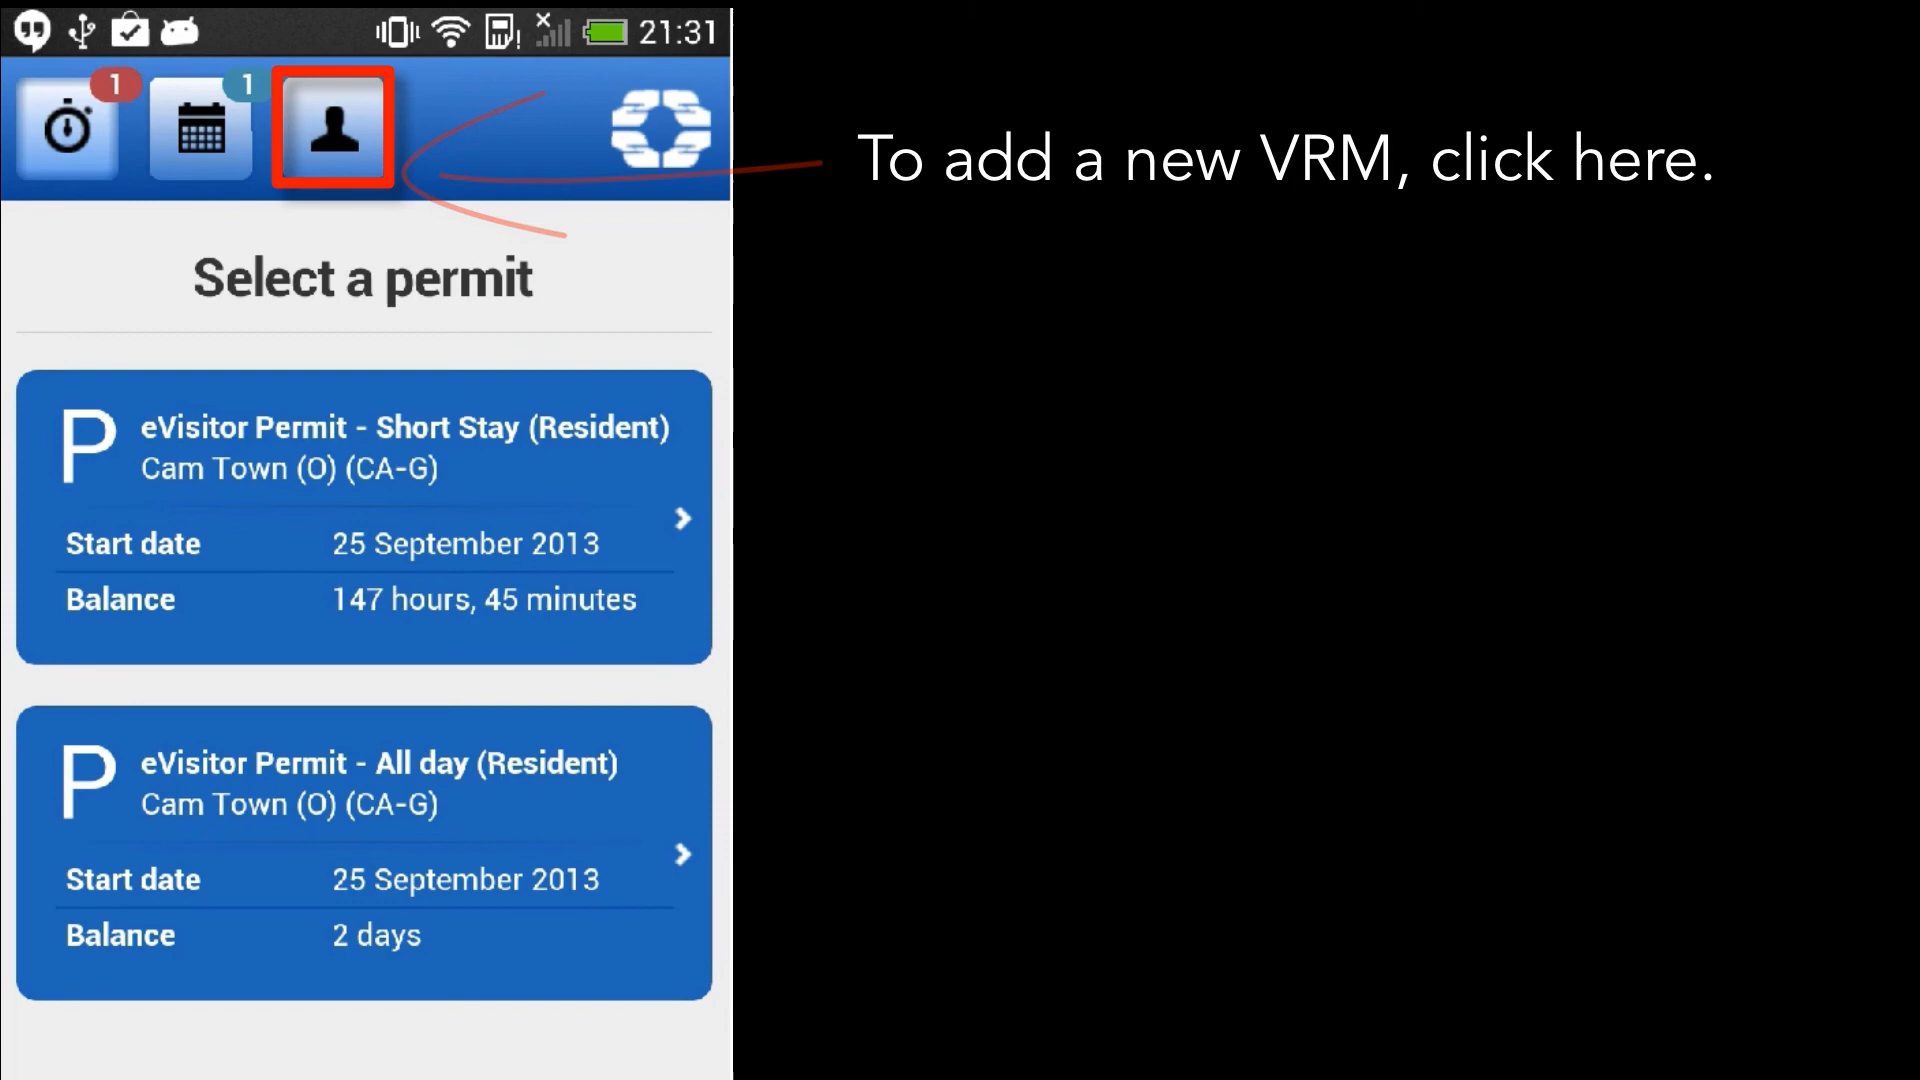 21:31
1
1
To add a new VRM, click here.
Select a permit
P
eVisitor Permit - Short Stay (Resident)
Cam Town (O) (CA-G)
Start date 25 September 2013
Balance 147 hours, 45 minutes
P
eVisitor Permit - All day (Resident)
Cam Town (O) (CA-G)
Start date 25 September 2013
Balance 2 days